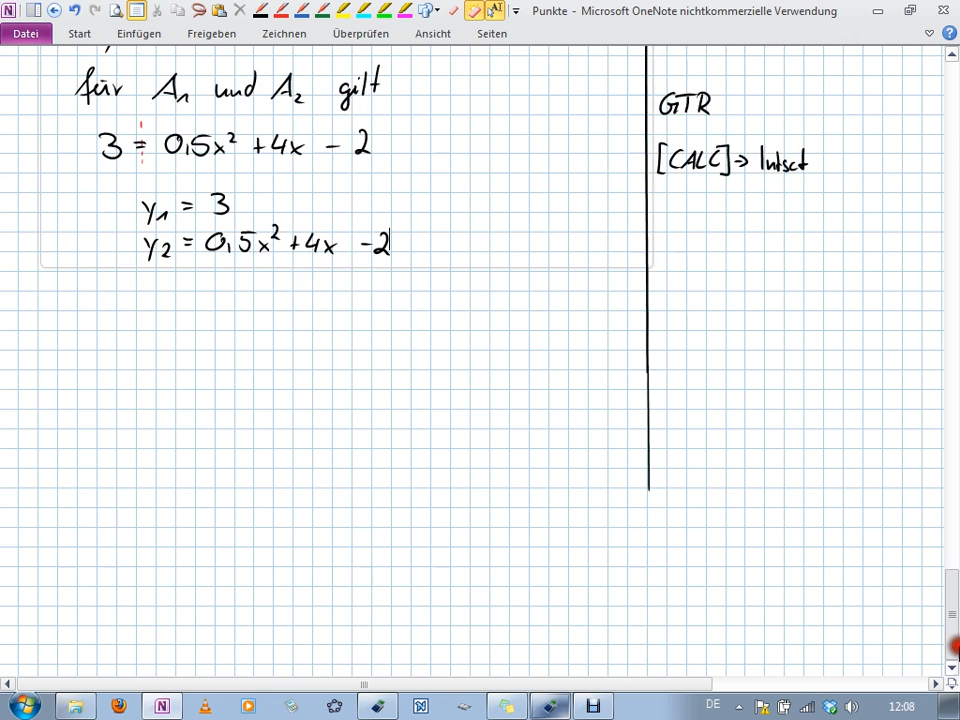 Punkte - Microsoft OneNote nichtkommerzielle Verwendung
Datei Start Einfügen Freigeben Zeichnen Überprüfen Ansicht Seiten
für A1 und A2 gilt
3 = 0,5x² + 4x - 2
y1 = 3
y2 = 0,5x² + 4x - 2
GTR
[CALC] → Intsct
DE 12:08